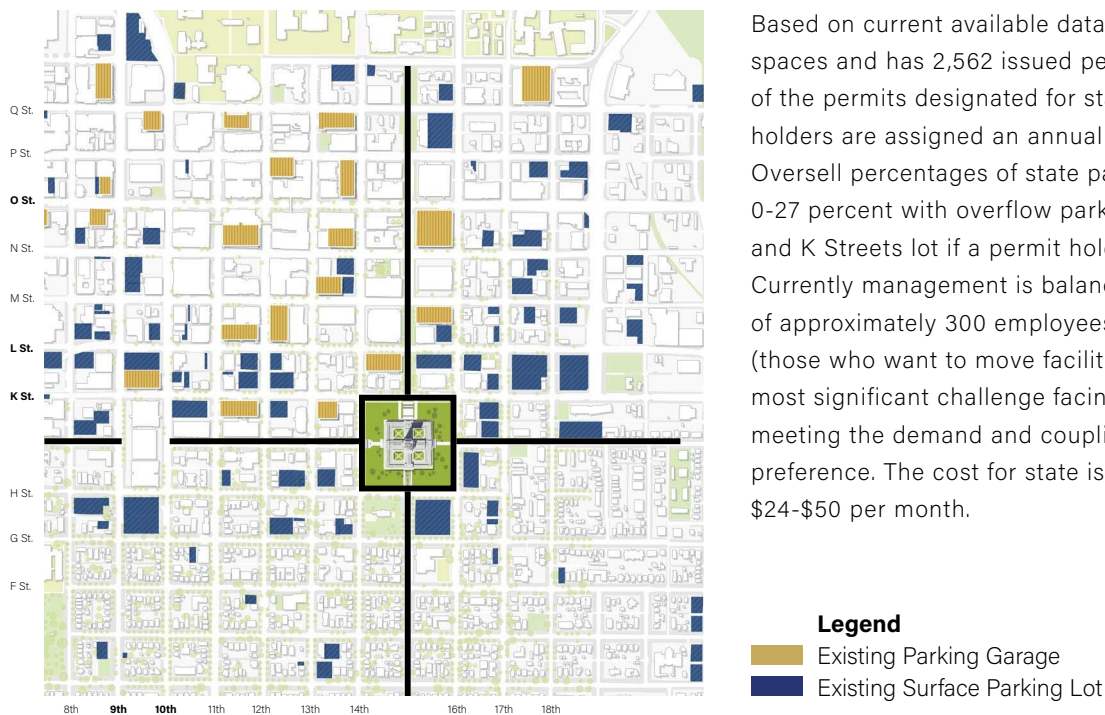 Q St.
P St.
O St.
N St.
M St.
L St.
K St.
H St.
G St.
F St.
8th 9th 10th 11th 12th 13th 14th 16th 17th 18th
Based on current available data
spaces and has 2,562 issued pe
of the permits designated for sta
holders are assigned an annual
Oversell percentages of state pa
0-27 percent with overflow park
and K Streets lot if a permit hol
Currently management is balanc
of approximately 300 employees
(those who want to move facilit
most significant challenge facin
meeting the demand and coupli
preference. The cost for state is
$24-$50 per month.
Legend
Existing Parking Garage
Existing Surface Parking Lot